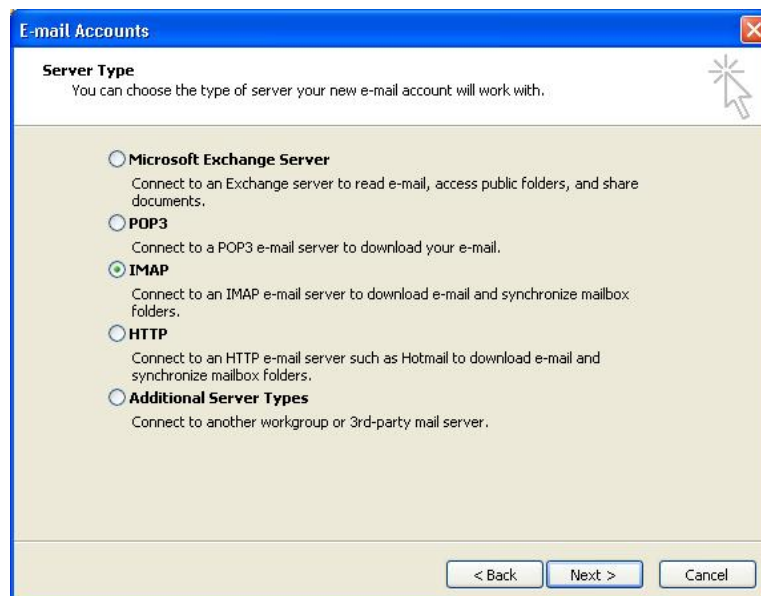 E-mail Accounts
Server Type
You can choose the type of server your new e-mail account will work with.
Microsoft Exchange Server
Connect to an Exchange server to read e-mail, access public folders, and share
documents.
POP3
Connect to a POP3 e-mail server to download your e-mail.
IMAP
Connect to an IMAP e-mail server to download e-mail and synchronize mailbox
folders.
HTTP
Connect to an HTTP e-mail server such as Hotmail to download e-mail and
synchronize mailbox folders.
Additional Server Types
Connect to another workgroup or 3rd-party mail server.
< Back Next > Cancel